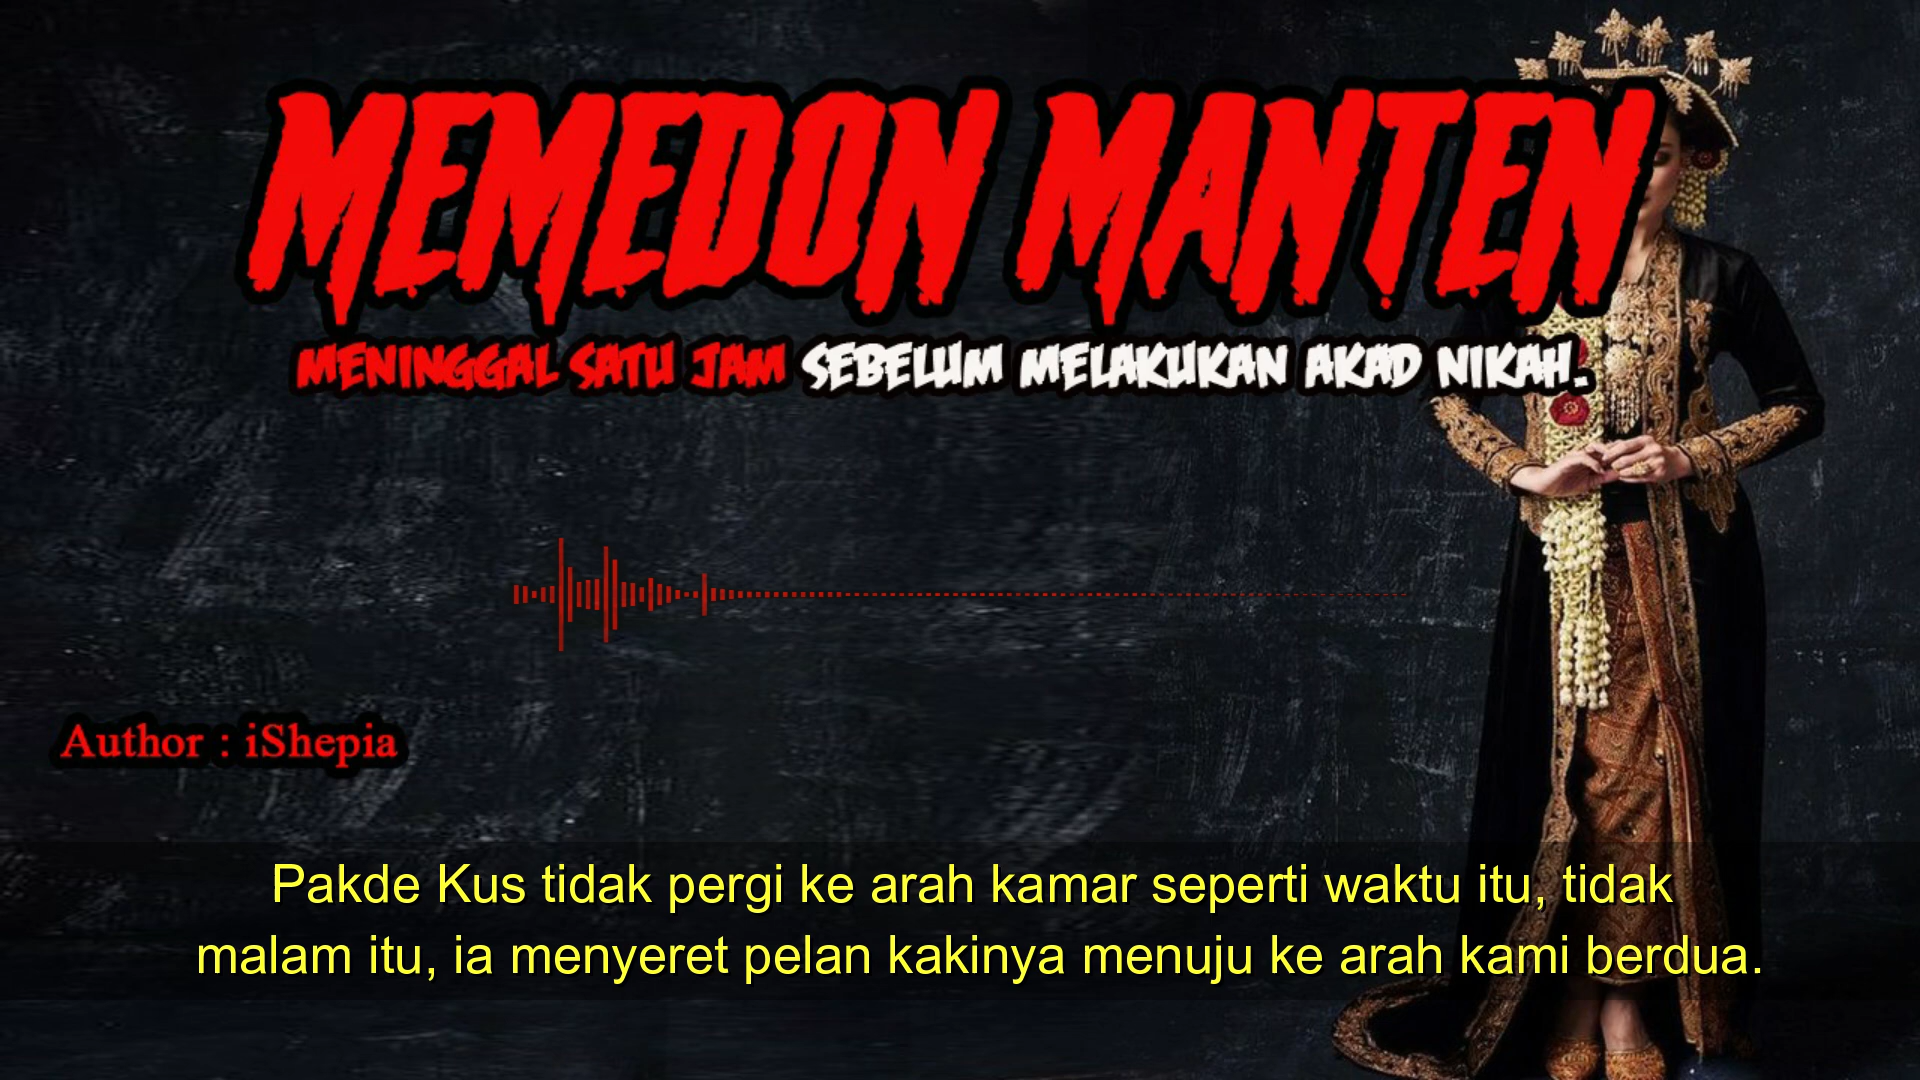 MEMEDON MANTEN
MENINGGAL SATU JAM SEBELUM MELAKUKAN AKAD NIKAH.
Author : iShepia
Pakde Kus tidak pergi ke arah kamar seperti waktu itu, tidak
malam itu, ia menyeret pelan kakinya menuju ke arah kami berdua.